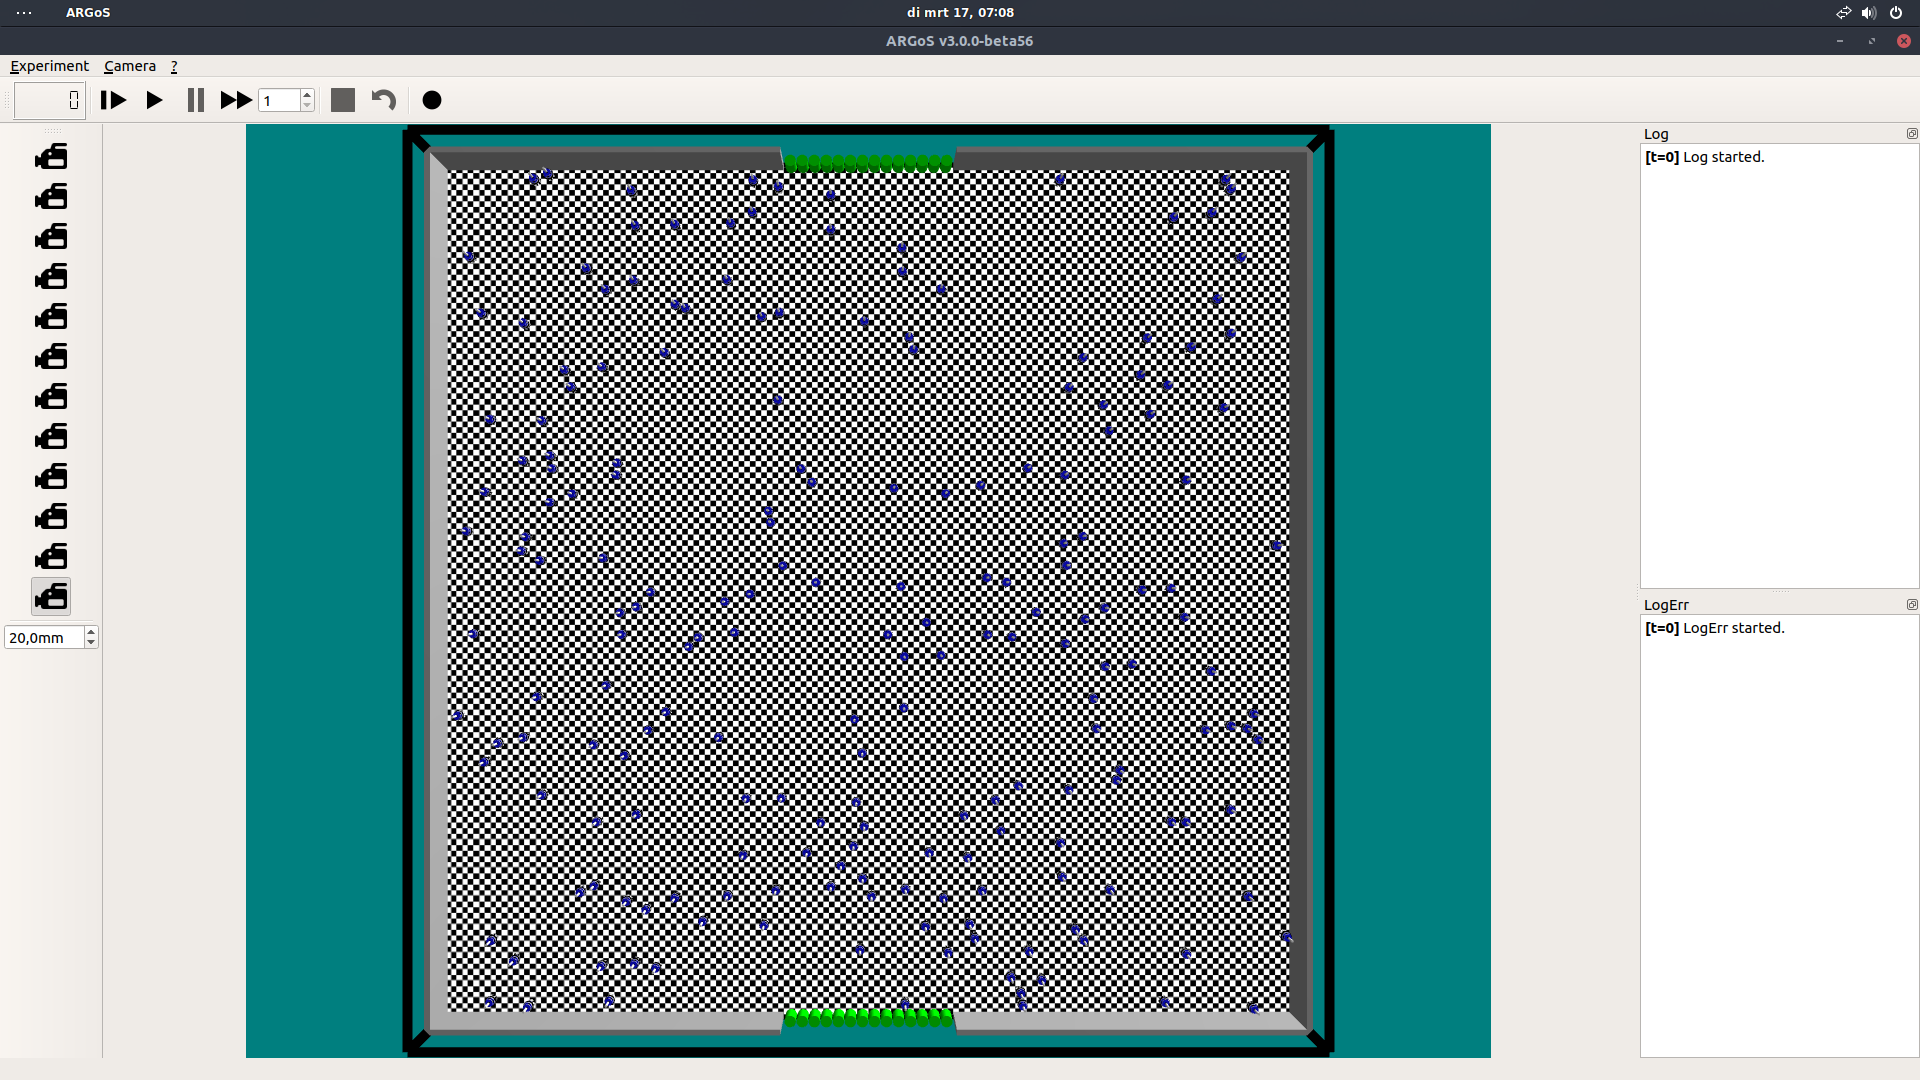 ARGoS
di mrt 17, 07:08
ARGoS v3.0.0-beta56
Experiment Camera ?
0
1
20,0mm
Log
[t=0] Log started.
LogErr
[t=0] LogErr started.